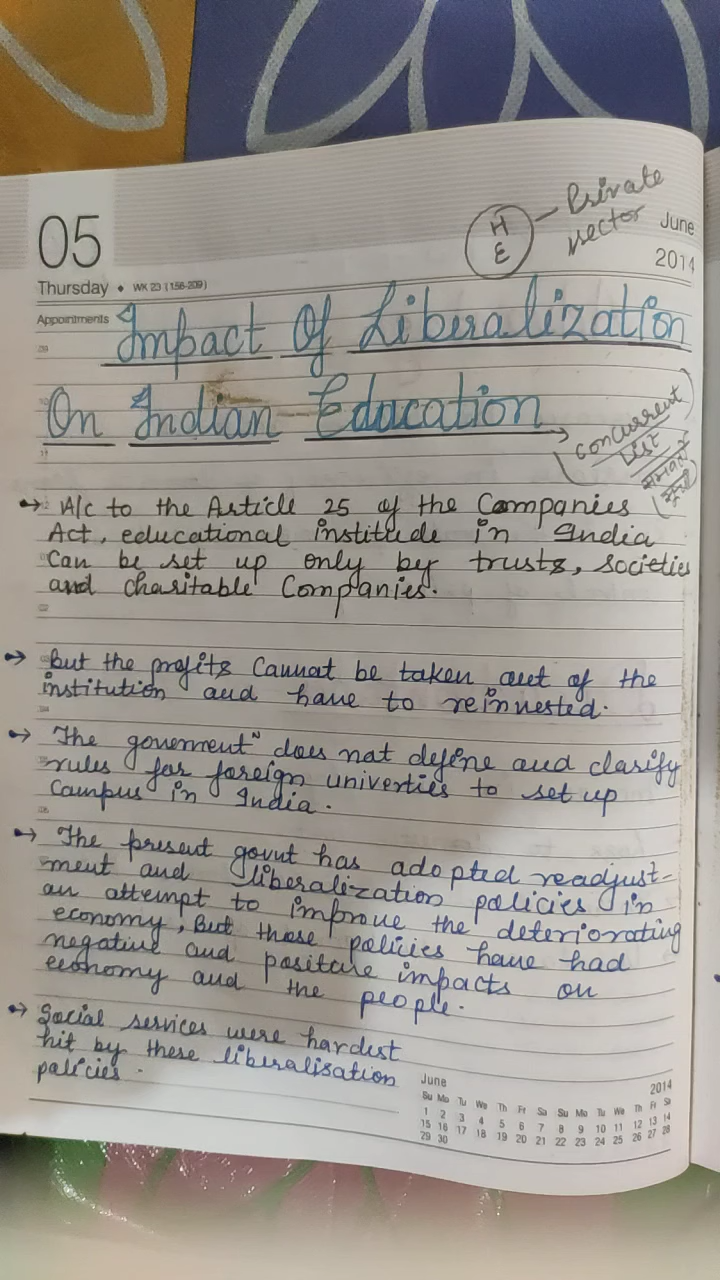 05
Thursday • WK 23 (156-209)
H
E
– Private
sector
June
2014
Appointments
Impact Of Liberalization
On Indian Education →
Concurrent
List
→ A/c to the Article 25 of the Companies
Act, educational institude in India
Can be set up only by trusts, societies
and charitable Companies.
→ but the profits Cannot be taken out of the
institution and have to reinvested.
→ The government" does not define and clarify
rules for foreign univerties to set up
Campus in India.
→ The present govnt has adopted readjust-
ment and liberalization policies in
an attempt to improve the deteriorating
economy, But these policies have had
negative and positive impacts on
economy and the people.
→ Social services were hardest
hit by these liberalisation
policies.
June 2014
Su Mo Tu We Th Fr Sa Su Mo Tu We Th Fr Sa
1 2 3 4 5 6 7 8 9 10 11 12 13 14
15 16 17 18 19 20 21 22 23 24 25 26 27 28
29 30